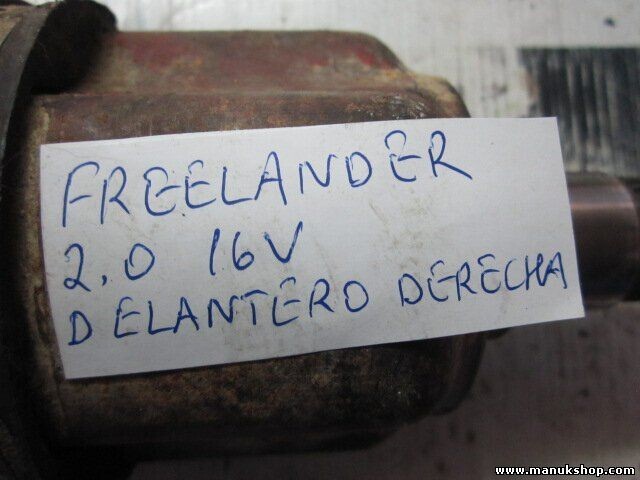 FREELANDER
2.0 16V
DELANTERO DERECHA
www.manukshop.com